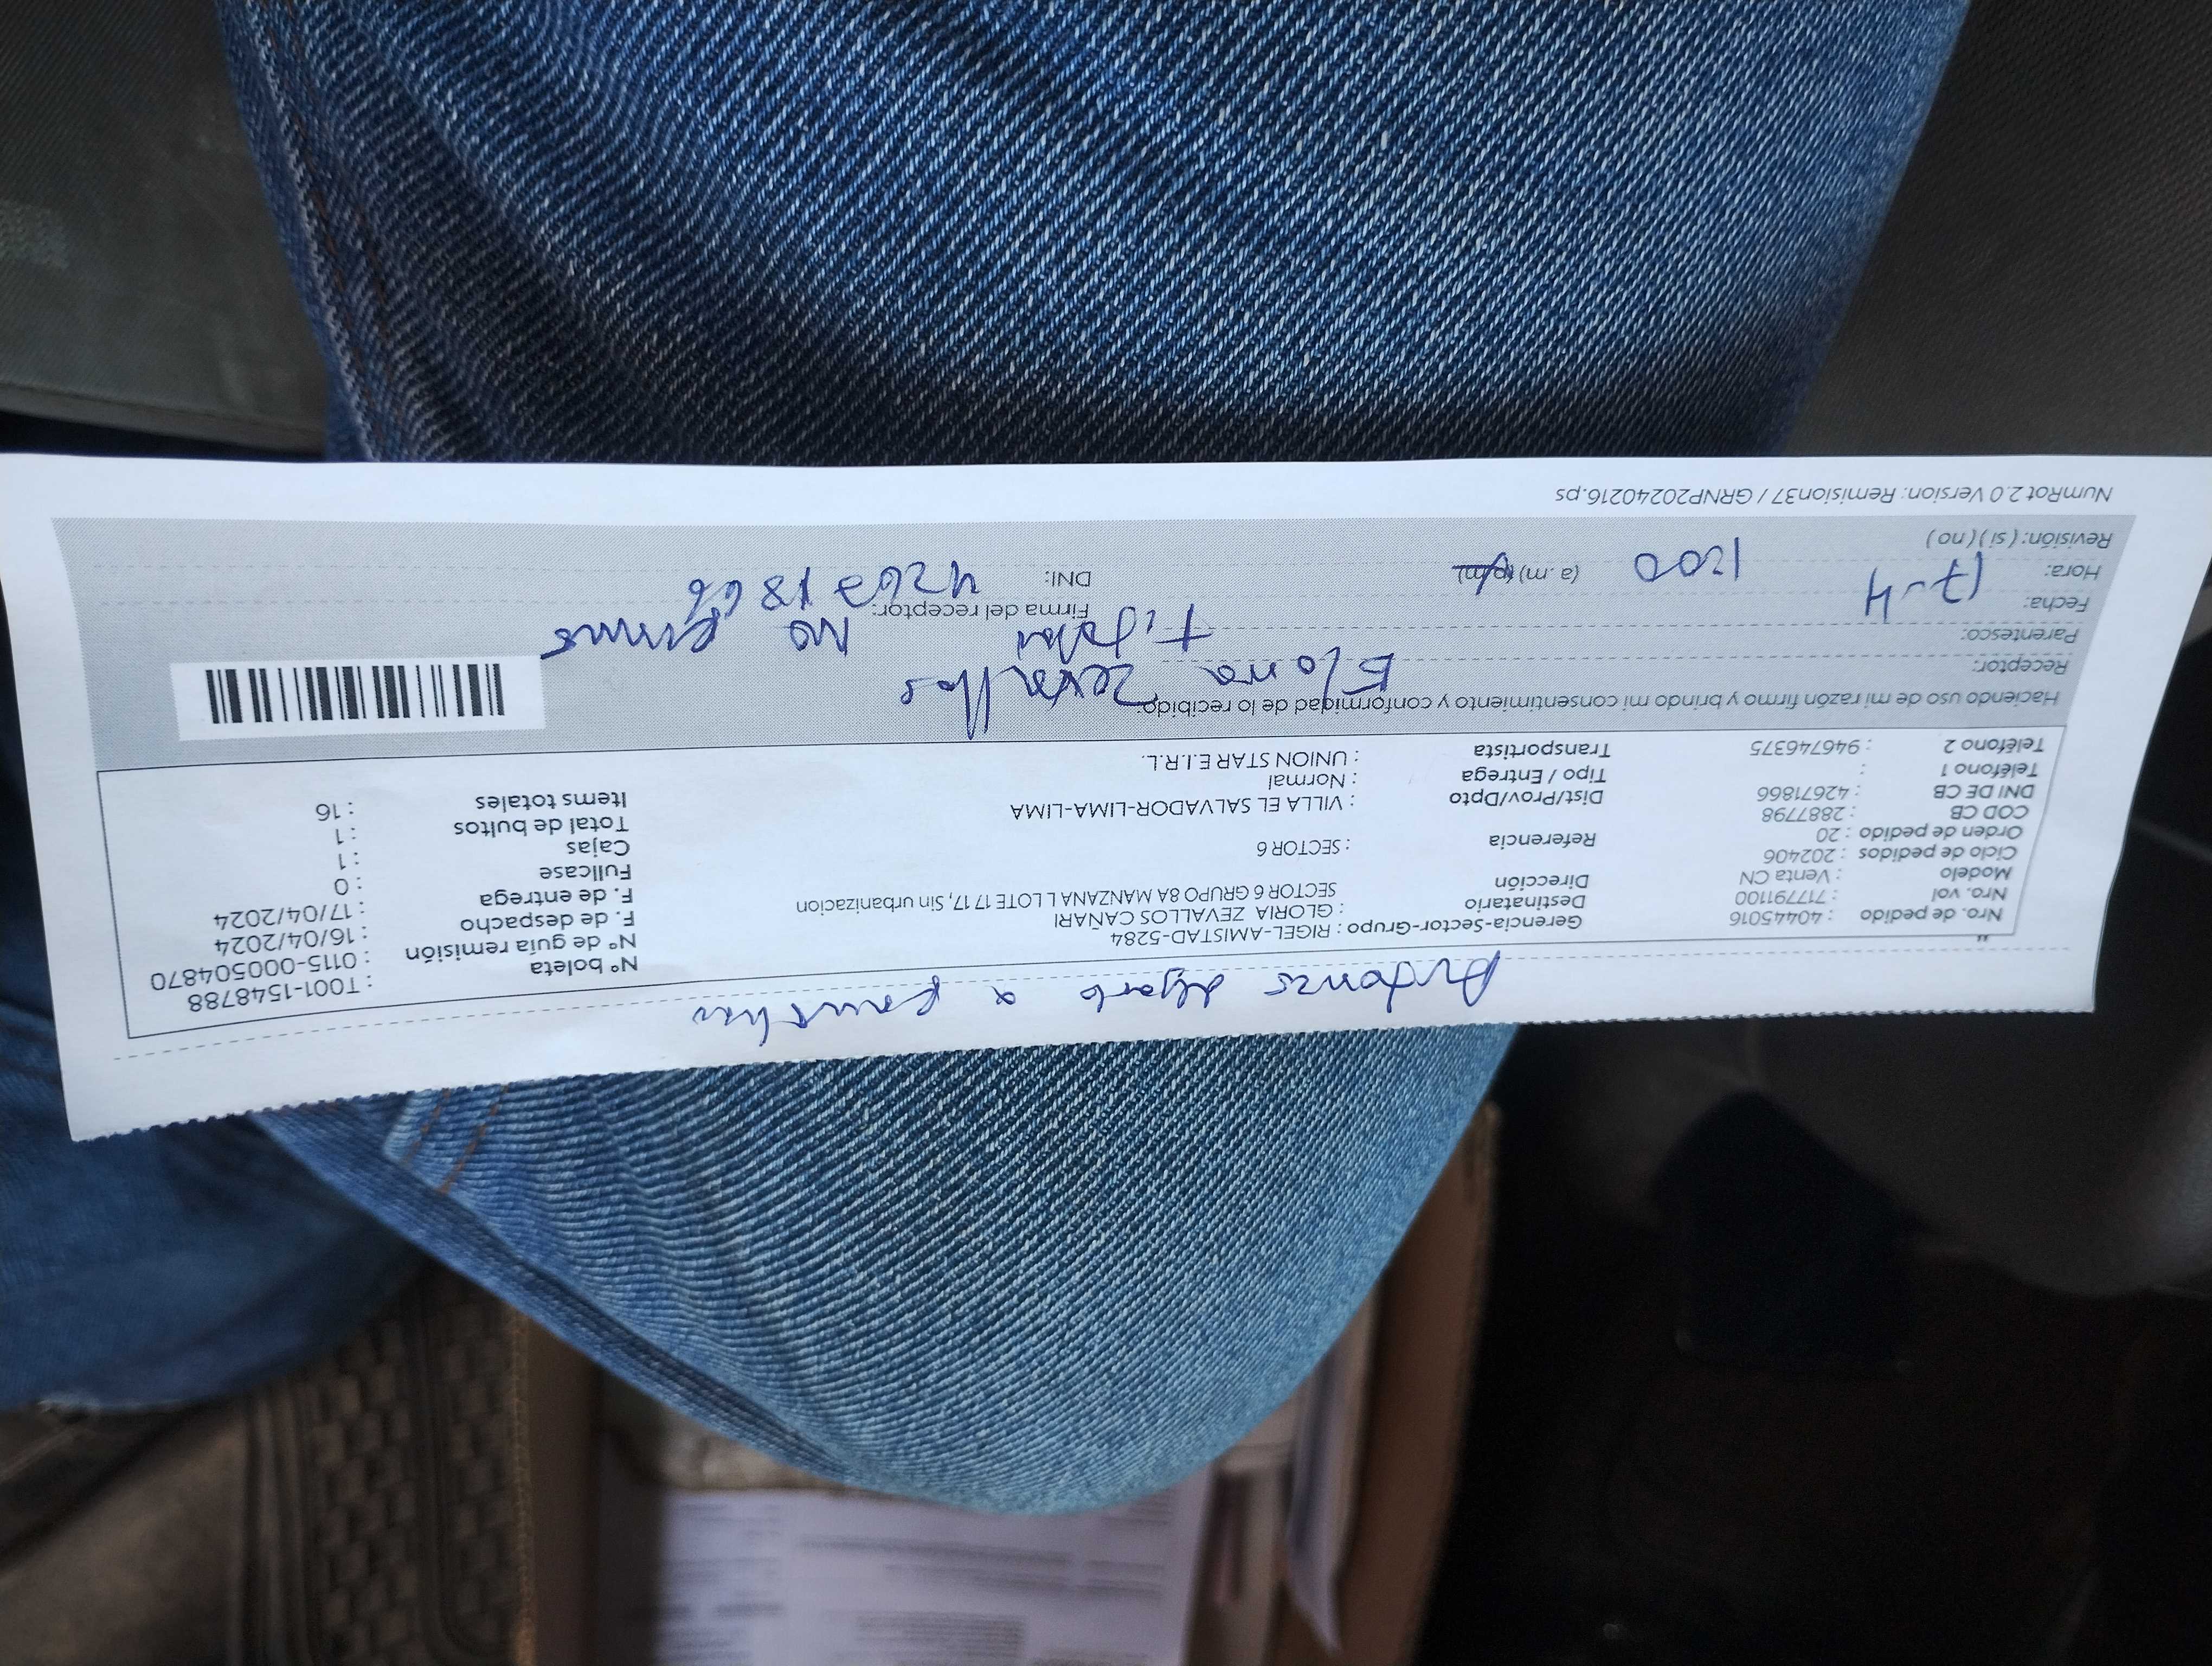 Nro. de pedido : 40445016
Nro. vol : 717791100
Modelo : Venta CN
Ciclo de pedidos : 202406
Orden de pedido : 20
COD CB : 2887798
DNI DE CB : 42671866
Teléfono 1 :
Teléfono 2 : 946746375
Gerencia-Sector-Grupo : RIGEL-AMISTAD-5284
Destinatario : GLORIA ZEVALLOS CAÑARI
Dirección SECTOR 6 GRUPO 8A MANZANA L LOTE 17 17, Sin urbanizacion
Referencia : SECTOR 6
Dist/Prov/Dpto : VILLA EL SALVADOR-LIMA-LIMA
Tipo / Entrega : Normal
Transportista : UNION STAR E.I.R.L.
N° boleta : T001-1548788
N° de guía remisión : 0115-000504870
F. de despacho : 16/04/2024
F. de entrega : 17/04/2024
Fullcase : 0
Cajas : 1
Total de bultos : 1
Items totales : 16
Haciendo uso de mi razón firmo y brindo mi consentimiento y conformidad de lo recibido:
Receptor: Zevallos
Parentesco: Titular
Fecha: 17-4
Hora: 1200 (a.m) (p.m)
Revisión: ( si ) ( no )
Firma del receptor: no firma
DNI: 42671866
NumRot 2.0 Version: Remision37 / GRNP20240216.ps